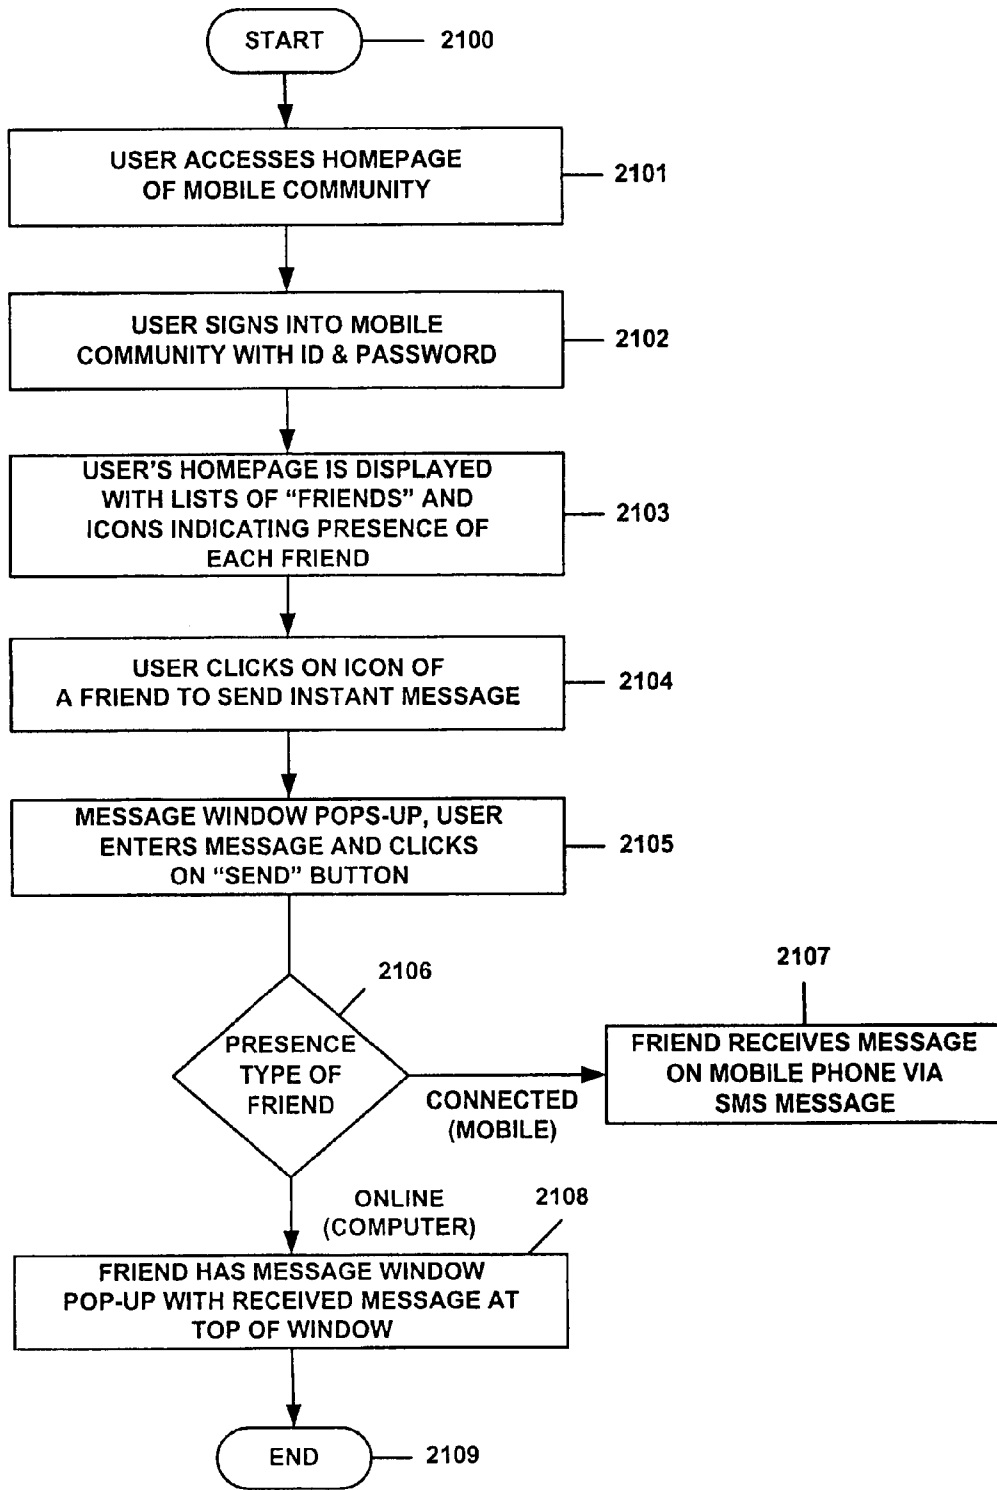 START
2100
USER ACCESSES HOMEPAGE
OF MOBILE COMMUNITY
2101
USER SIGNS INTO MOBILE
COMMUNITY WITH ID & PASSWORD
2102
USER'S HOMEPAGE IS DISPLAYED
WITH LISTS OF “FRIENDS” AND
ICONS INDICATING PRESENCE OF
EACH FRIEND
2103
USER CLICKS ON ICON OF
A FRIEND TO SEND INSTANT MESSAGE
2104
MESSAGE WINDOW POPS-UP, USER
ENTERS MESSAGE AND CLICKS
ON “SEND” BUTTON
2105
2106
PRESENCE
TYPE OF
FRIEND
CONNECTED
(MOBILE)
2107
FRIEND RECEIVES MESSAGE
ON MOBILE PHONE VIA
SMS MESSAGE
ONLINE
(COMPUTER)
2108
FRIEND HAS MESSAGE WINDOW
POP-UP WITH RECEIVED MESSAGE AT
TOP OF WINDOW
END
2109